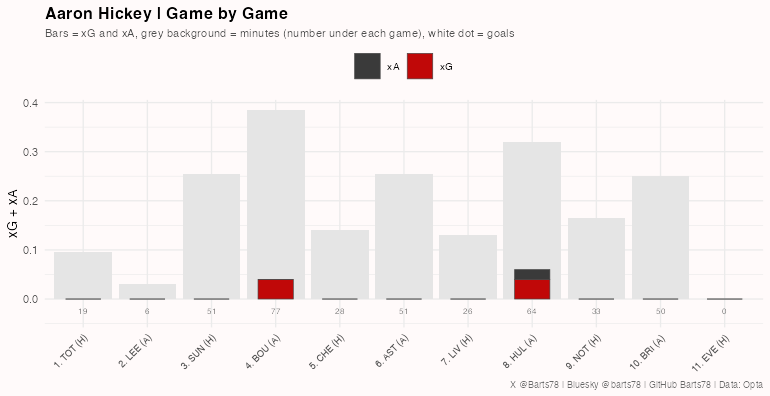 Aaron Hickey | Game by Game
Bars = xG and xA, grey background = minutes (number under each game), white dot = goals
xA xG
xG + xA
0.4
0.3
0.2
0.1
0.0
19 6 51 77 28 51 26 64 33 50 0
1. TOT (H) 2. LEE (A) 3. SUN (H) 4. BOU (A) 5. CHE (H) 6. AST (A) 7. LIV (H) 8. HUL (A) 9. NOT (H) 10. BRI (A) 11. EVE (H)
X @Barts78 | Bluesky @barts78 | GitHub Barts78 | Data: Opta